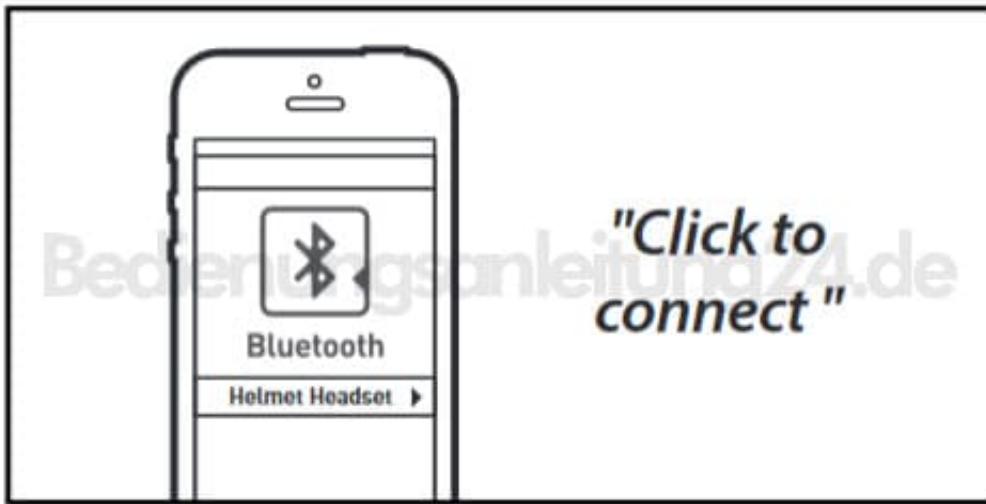 Bedienungsanleitung24.de
"Click to
connect "
Bluetooth
Helmet Headset